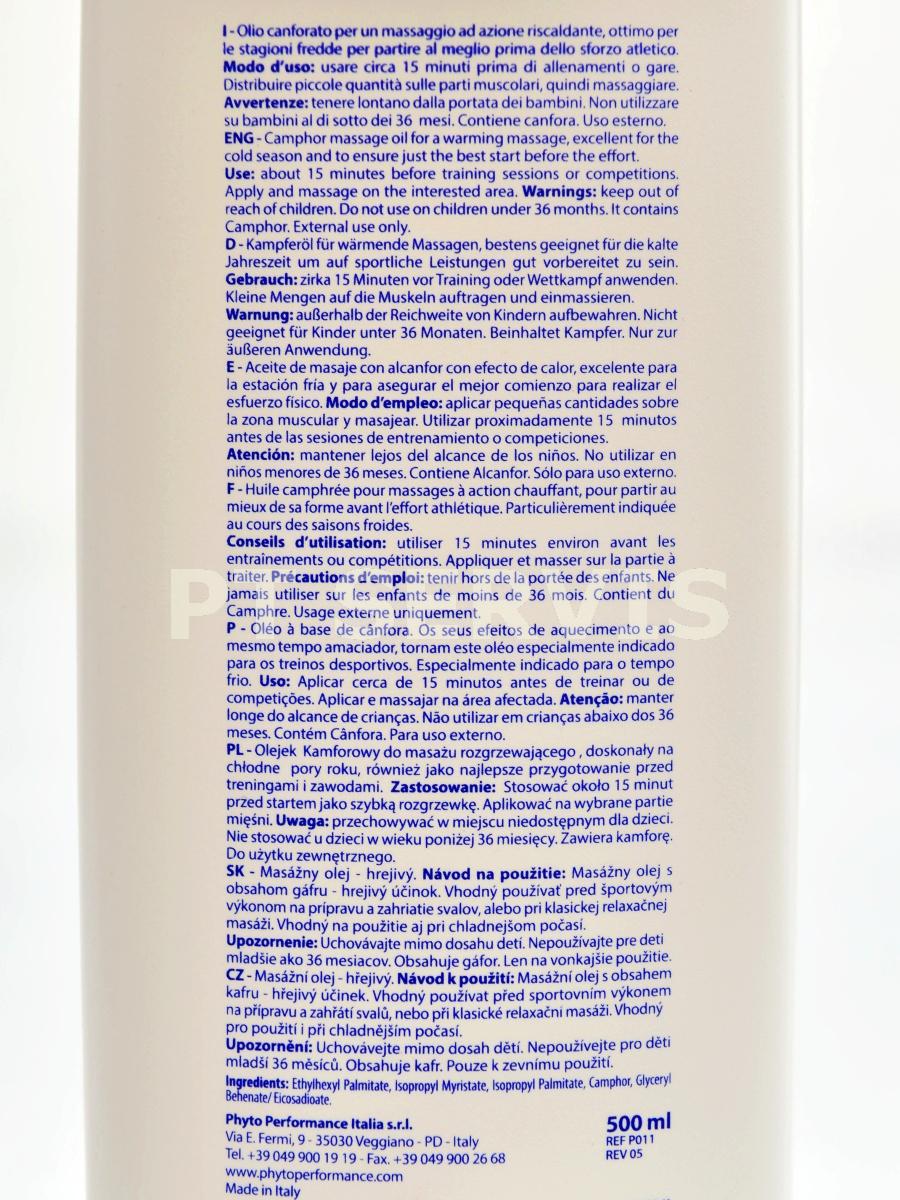 I - Olio canforato per un massaggio ad azione riscaldante, ottimo per
le stagioni fredde per partire al meglio prima dello sforzo atletico.
Modo d'uso: usare circa 15 minuti prima di allenamenti o gare.
Distribuire piccole quantità sulle parti muscolari, quindi massaggiare.
Avvertenze: tenere lontano dalla portata dei bambini. Non utilizzare
su bambini al di sotto dei 36 mesi. Contiene canfora. Uso esterno.
ENG - Camphor massage oil for a warming massage, excellent for the
cold season and to ensure just the best start before the effort.
Use: about 15 minutes before training sessions or competitions.
Apply and massage on the interested area. Warnings: keep out of
reach of children. Do not use on children under 36 months. It contains
Camphor. External use only.
D - Kampferöl für wärmende Massagen, bestens geeignet für die kalte
Jahreszeit um auf sportliche Leistungen gut vorbereitet zu sein.
Gebrauch: zirka 15 Minuten vor Training oder Wettkampf anwenden.
Kleine Mengen auf die Muskeln auftragen und einmassieren.
Warnung: außerhalb der Reichweite von Kindern aufbewahren. Nicht
geeignet für Kinder unter 36 Monaten. Beinhaltet Kampfer. Nur zur
äußeren Anwendung.
E - Aceite de masaje con alcanfor con efecto de calor, excelente para
la estación fría y para asegurar el mejor comienzo para realizar el
esfuerzo físico. Modo d'empleo: aplicar pequeñas cantidades sobre
la zona muscular y masajear. Utilizar proximadamente 15 minutos
antes de las sesiones de entrenamiento o competiciones.
Atención: mantener lejos del alcance de los niños. No utilizar en
niños menores de 36 meses. Contiene Alcanfor. Sólo para uso externo.
F - Huile camphrée pour massages à action chauffant, pour partir au
mieux de sa forme avant l'effort athlétique. Particulièrement indiquée
au cours des saisons froides.
Conseils d'utilisation: utiliser 15 minutes environ avant les
entraînements ou compétitions. Appliquer et masser sur la partie à
traiter. Précautions d'emploi: tenir hors de la portée des enfants. Ne
jamais utiliser sur les enfants de moins de 36 mois. Contient du
Camphre. Usage externe uniquement.
P - Oléo à base de cânfora. Os seus efeitos de aquecimento e ao
mesmo tempo amaciador, tornam este oléo especialmente indicado
para os treinos desportivos. Especialmente indicado para o tempo
frio. Uso: Aplicar cerca de 15 minutos antes de treinar ou de
competições. Aplicar e massajar na área afectada. Atenção: manter
longe do alcance de crianças. Não utilizar em crianças abaixo dos 36
meses. Contém Cânfora. Para uso externo.
PL - Olejek Kamforowy do masażu rozgrzewającego , doskonały na
chłodne pory roku, również jako najlepsze przygotowanie przed
treningami i zawodami. Zastosowanie: Stosować około 15 minut
przed startem jako szybką rozgrzewkę. Aplikować na wybrane partie
mięśni. Uwaga: przechowywać w miejscu niedostępnym dla dzieci.
Nie stosować u dzieci w wieku poniżej 36 miesięcy. Zawiera kamforę.
Do użytku zewnętrznego.
SK - Masážny olej - hrejivý. Návod na použitie: Masážny olej s
obsahom gáfru - hrejivý účinok. Vhodný používať pred športovým
výkonom na prípravu a zahriatie svalov, alebo pri klasickej relaxačnej
masáži. Vhodný na použitie aj pri chladnejšom počasí.
Upozornenie: Uchovávajte mimo dosahu detí. Nepoužívajte pre deti
mladšie ako 36 mesiacov. Obsahuje gáfor. Len na vonkajšie použitie.
CZ - Masážní olej - hřejivý. Návod k použití: Masážní olej s obsahem
kafru - hřejivý účinek. Vhodný používat před sportovním výkonem
na přípravu a zahřátí svalů, nebo při klasické relaxační masáži. Vhodný
pro použití i při chladnějším počasí.
Upozornění: Uchovávejte mimo dosah dětí. Nepoužívejte pro děti
mladší 36 měsíců. Obsahuje kafr. Pouze k zevnímu použití.
Ingredients: Ethylhexyl Palmitate, Isopropyl Myristate, Isopropyl Palmitate, Camphor, Glyceryl
Behenate/ Eicosadioate.
Phyto Performance Italia s.r.l.
Via E. Fermi, 9 - 35030 Veggiano - PD - Italy
Tel. +39 049 900 19 19 - Fax. +39 049 900 26 68
www.phytoperformance.com
Made in Italy
500 ml
REF P011
REV 05